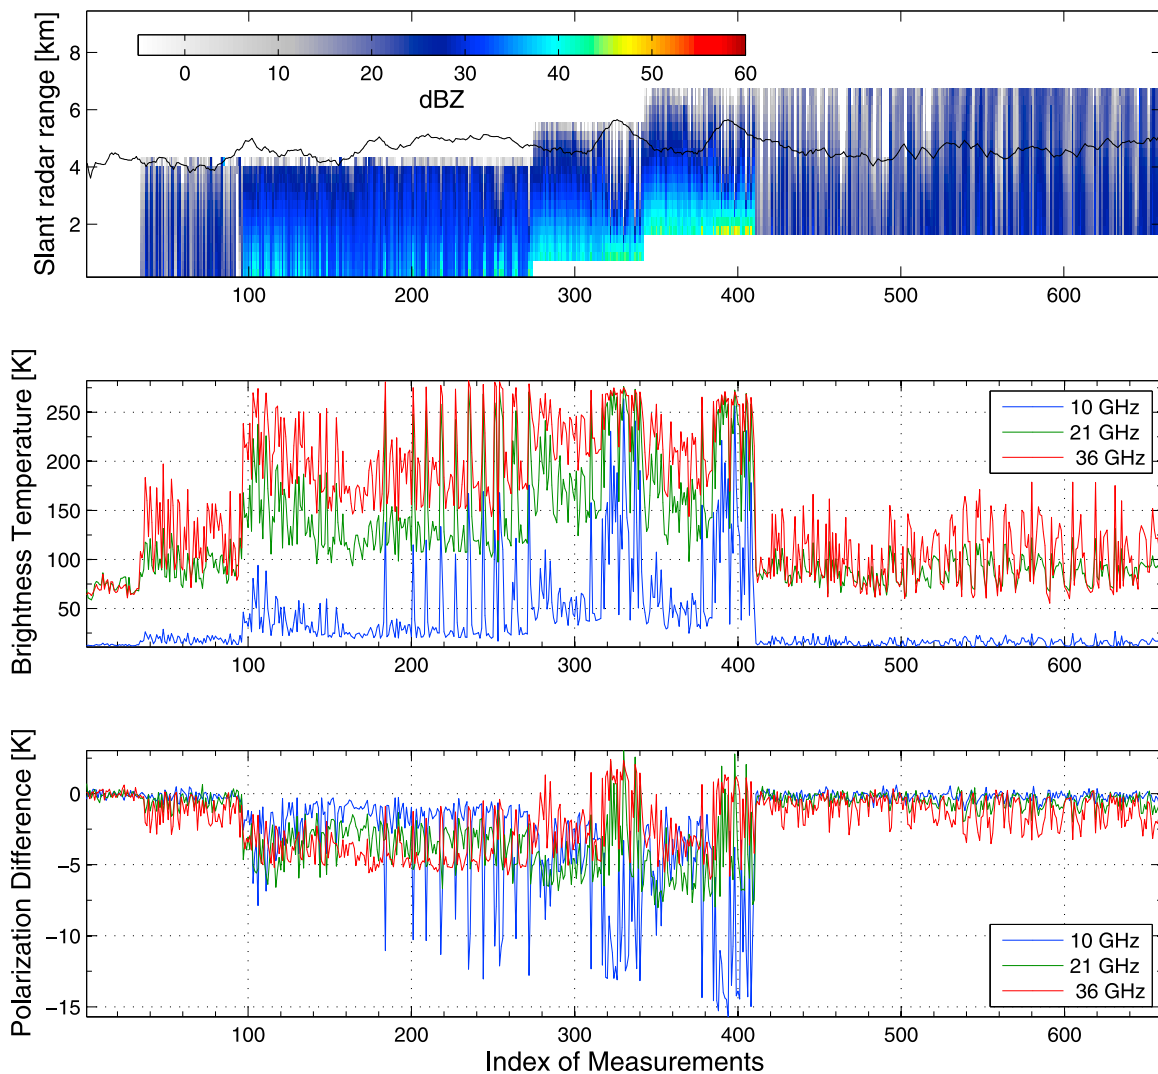 Slant radar range [km]
8
6
4
2
0 10 20 30 40 50 60
dBZ
100 200 300 400 500 600
Brightness Temperature [K]
250
200
150
100
50
10 GHz
21 GHz
36 GHz
100 200 300 400 500 600
Polarization Difference [K]
0
−5
−10
−15
10 GHz
21 GHz
36 GHz
100 200 300 400 500 600
Index of Measurements